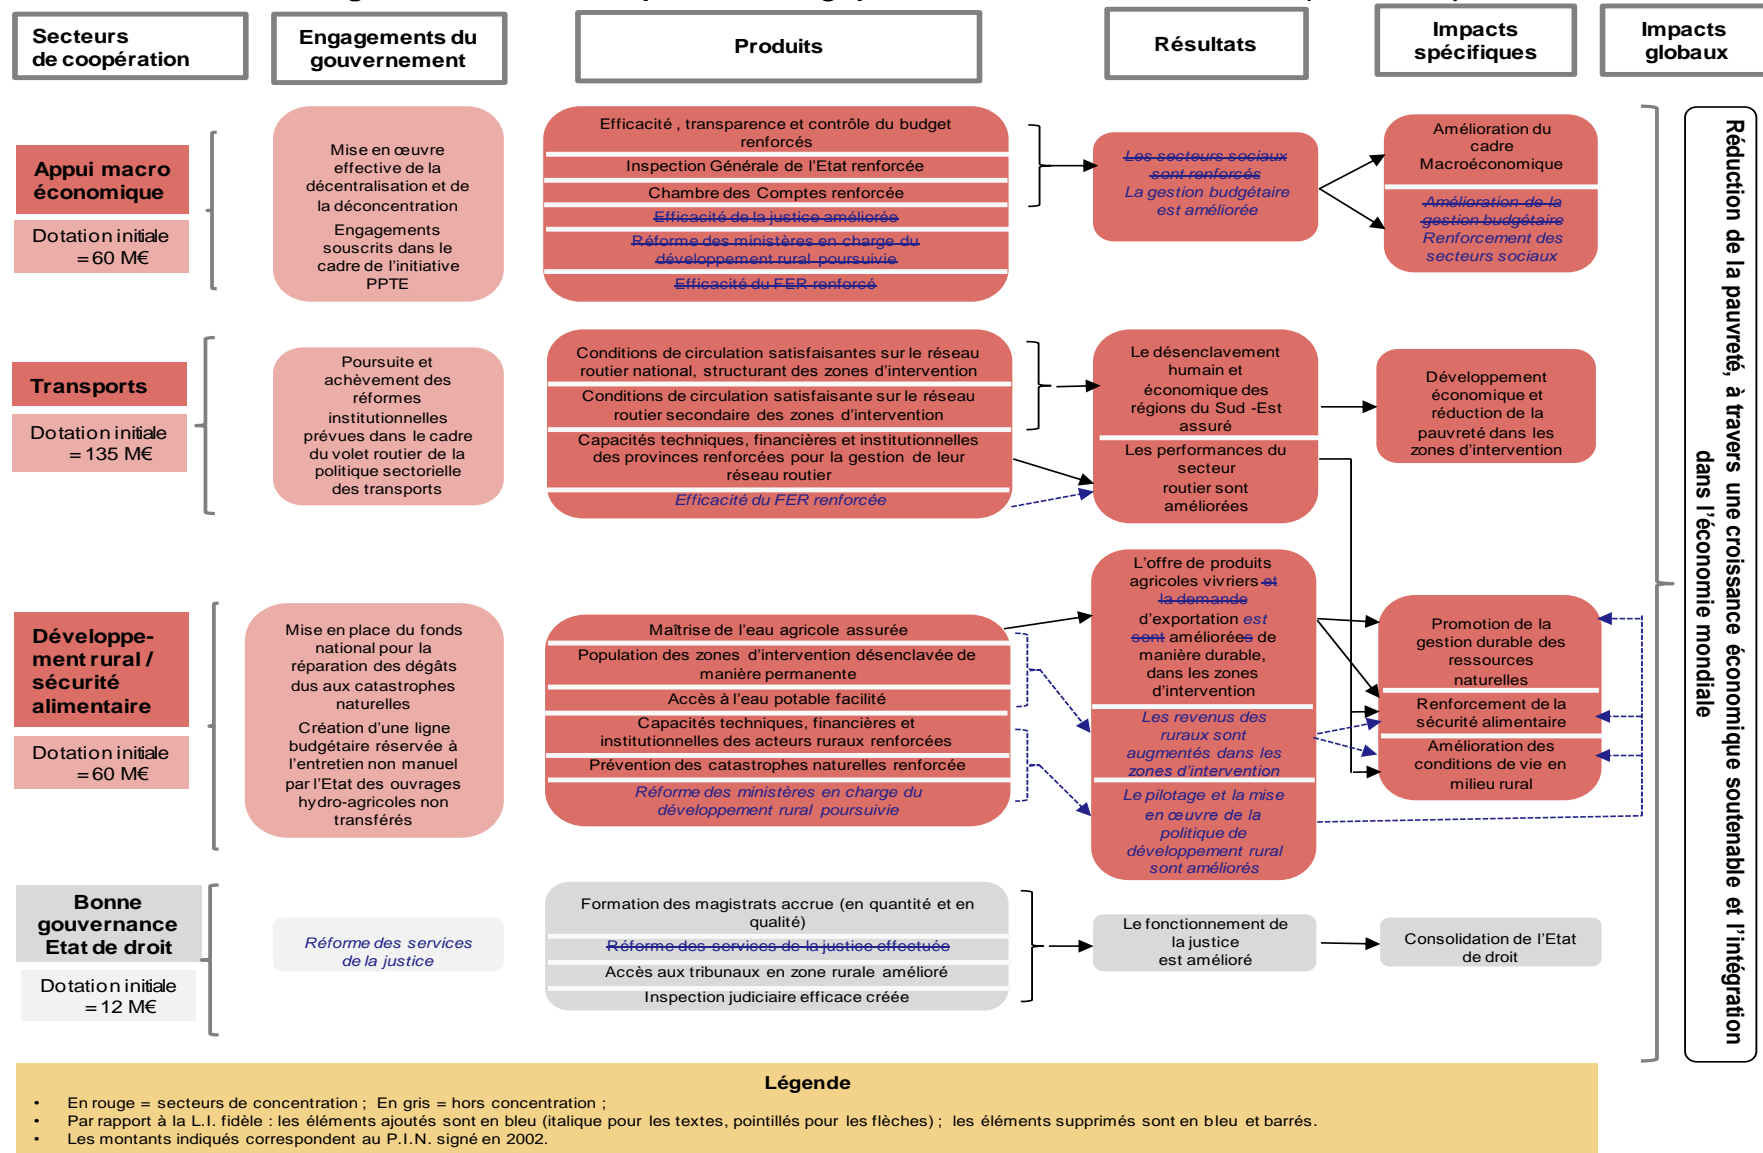 Secteurs
de coopération
Engagements du
gouvernement
Produits
Résultats
Impacts
spécifiques
Impacts
globaux
Appui macro
économique
Dotation initiale
= 60 M€
Mise en œuvre
effective de la
décentralisation et de
la déconcentration
Engagements
souscrits dans le
cadre de l'initiative
PPTE
Efficacité , transparence et contrôle du budget
renforcés
Inspection Générale de l'Etat renforcée
Chambre des Comptes renforcée
Efficacité de la justice améliorée
Réforme des ministères en charge du
développement rural poursuivie
Efficacité du FER renforcé
Les secteurs sociaux
sont renforcés
La gestion budgétaire
est améliorée
Amélioration du
cadre
Macroéconomique
Amélioration de la
gestion budgétaire
Renforcement des
secteurs sociaux
Transports
Dotation initiale
= 135 M€
Poursuite et
achèvement des
réformes
institutionnelles
prévues dans le cadre
du volet routier de la
politique sectorielle
des transports
Conditions de circulation satisfaisantes sur le réseau
routier national, structurant des zones d'intervention
Conditions de circulation satisfaisante sur le réseau
routier secondaire des zones d'intervention
Capacités techniques, financières et institutionnelles
des provinces renforcées pour la gestion de leur
réseau routier
Efficacité du FER renforcée
Le désenclavement
humain et
économique des
régions du Sud -Est
assuré
Les performances du
secteur
routier sont
améliorées
Développement
économique et
réduction de la
pauvreté dans les
zones d'intervention
Développe-
ment rural /
sécurité
alimentaire
Dotation initiale
= 60 M€
Mise en place du fonds
national pour la
réparation des dégâts
dus aux catastrophes
naturelles
Création d'une ligne
budgétaire réservée à
l'entretien non manuel
par l'Etat des ouvrages
hydro-agricoles non
transférés
Maîtrise de l'eau agricole assurée
Population des zones d'intervention désenclavée de
manière permanente
Accès à l'eau potable facilité
Capacités techniques, financières et
institutionnelles des acteurs ruraux renforcées
Prévention des catastrophes naturelles renforcée
Réforme des ministères en charge du
développement rural poursuivie
L'offre de produits
agricoles vivriers et
la demande
d'exportation est
sont améliorées de
manière durable,
dans les zones
d'intervention
Les revenus des
ruraux sont
augmentés dans les
zones d'intervention
Le pilotage et la mise
en œuvre de la
politique de
développement rural
sont améliorés
Promotion de la
gestion durable des
ressources
naturelles
Renforcement de la
sécurité alimentaire
Amélioration des
conditions de vie en
milieu rural
Bonne
gouvernance
Etat de droit
Dotation initiale
= 12 M€
Réforme des services
de la justice
Formation des magistrats accrue (en quantité et en
qualité)
Réforme des services de la justice effectuée
Accès aux tribunaux en zone rurale amélioré
Inspection judiciaire efficace créée
Le fonctionnement de
la justice
est amélioré
Consolidation de l'Etat
de droit
Réduction de la pauvreté, à travers une croissance économique soutenable et l'intégration
dans l'économie mondiale
Légende
• En rouge = secteurs de concentration ; En gris = hors concentration ;
• Par rapport à la L.I. fidèle : les éléments ajoutés sont en bleu (italique pour les textes, pointillés pour les flèches) ; les éléments supprimés sont en bleu et barrés.
• Les montants indiqués correspondent au P.I.N. signé en 2002.